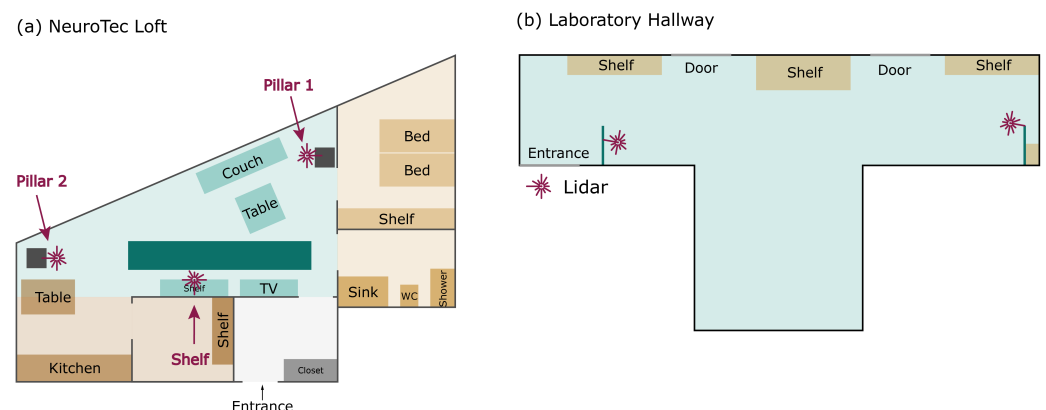 (a) NeuroTec Loft
Pillar 1
Pillar 2
Couch
Table
Bed
Bed
Shelf
Shelf
TV
Sink
WC
Shower
Table
Shelf
Shelf
Kitchen
Closet
Entrance
(b) Laboratory Hallway
Shelf
Door
Shelf
Door
Shelf
Entrance
Lidar